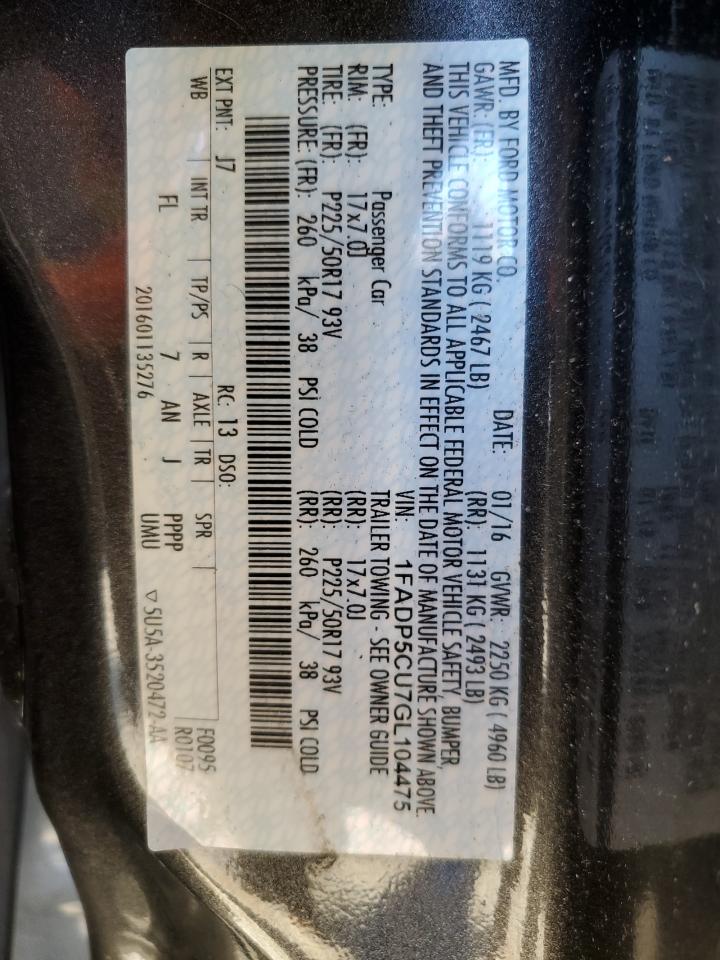 MFD. BY FORD MOTOR CO.
DATE: 01/16 GVWR: 2250 KG ( 4960 LB)
GAWR: (FR): 1119 KG ( 2467 LB) (RR): 1131 KG ( 2493 LB)
THIS VEHICLE CONFORMS TO ALL APPLICABLE FEDERAL MOTOR VEHICLE SAFETY, BUMPER,
AND THEFT PREVENTION STANDARDS IN EFFECT ON THE DATE OF MANUFACTURE SHOWN ABOVE.
VIN: 1FADP5CU7GL104475
TYPE: Passenger Car TRAILER TOWING - SEE OWNER GUIDE
RIM: (FR): 17x7.0J (RR): 17x7.0J
TIRE: (FR): P225/50R17 93V (RR): P225/50R17 93V
PRESSURE: (FR): 260 kPa/ 38 PSI COLD (RR): 260 kPa/ 38 PSI COLD
EXT PNT: J7 RC: 13 DSO: F0095
WB INT TR TP/PS R AXLE TR SPR R0107
FL 7 AN J PPPP
UMU ▽5U5A-3520472-AA
201601135276